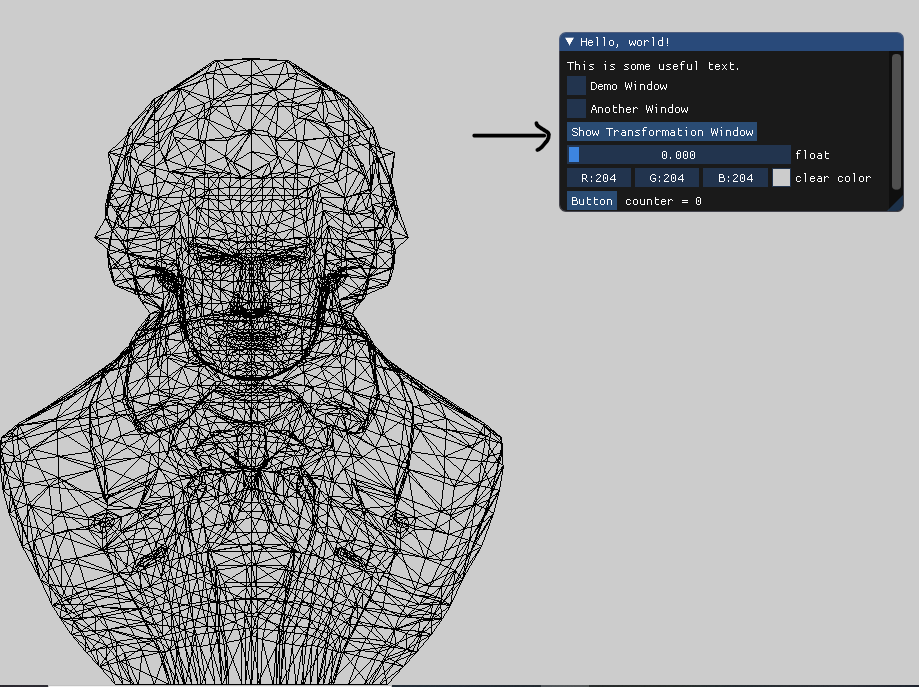 Hello, world!
This is some useful text.
Demo Window
Another Window
Show Transformation Window
0.000 float
R:204 G:204 B:204 clear color
Button counter = 0